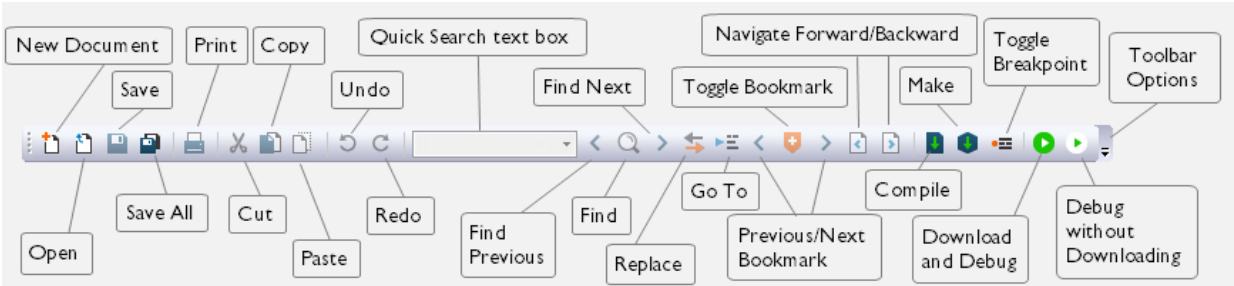 New Document
Save
Print
Copy
Undo
Quick Search text box
Find Next
Toggle Bookmark
Navigate Forward/Backward
Make
Toggle
Breakpoint
Toolbar
Options
Open
Save All
Cut
Paste
Redo
Find
Previous
Find
Replace
Go To
Previous/Next
Bookmark
Compile
Download
and Debug
Debug
without
Downloading